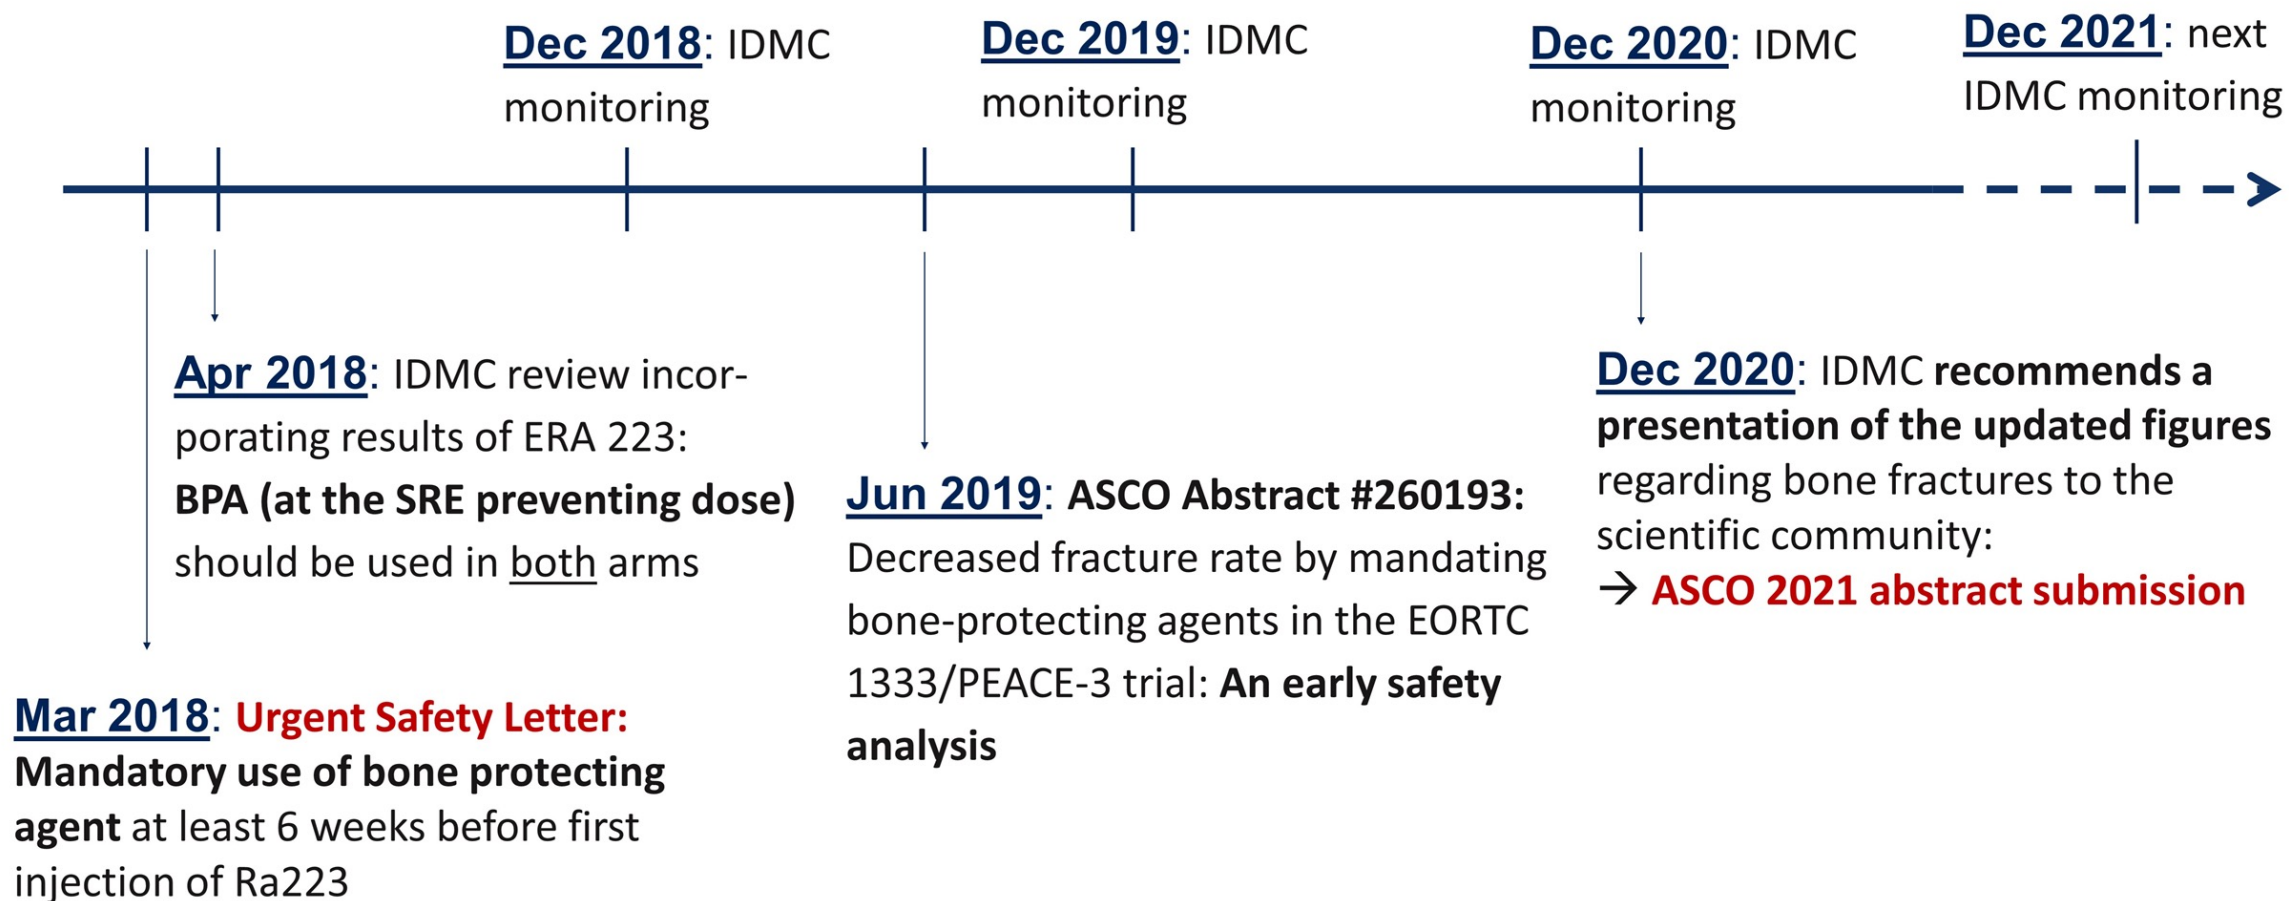 Dec 2018: IDMC
monitoring
Dec 2019: IDMC
monitoring
Dec 2020: IDMC
monitoring
Dec 2021: next
IDMC monitoring
Apr 2018: IDMC review incor-
porating results of ERA 223:
BPA (at the SRE preventing dose)
should be used in both arms
Mar 2018: Urgent Safety Letter:
Mandatory use of bone protecting
agent at least 6 weeks before first
injection of Ra223
Jun 2019: ASCO Abstract #260193:
Decreased fracture rate by mandating
bone-protecting agents in the EORTC
1333/PEACE-3 trial: An early safety
analysis
Dec 2020: IDMC recommends a
presentation of the updated figures
regarding bone fractures to the
scientific community:
→ ASCO 2021 abstract submission